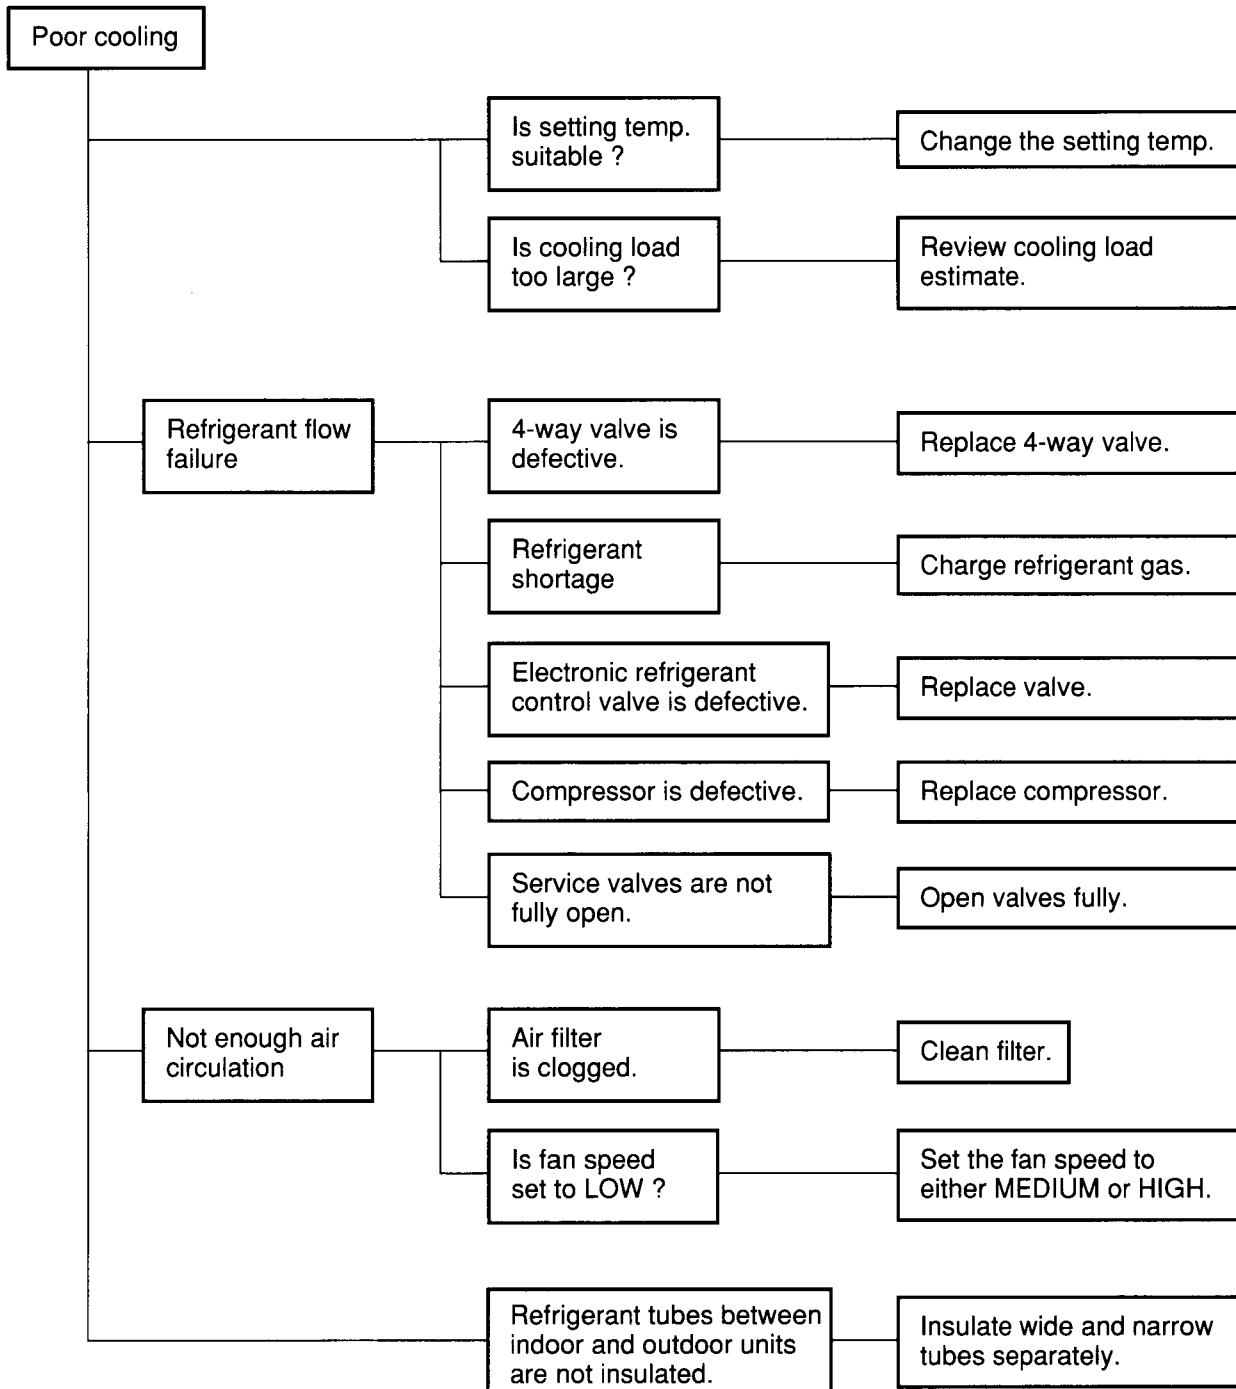 Poor cooling
Is setting temp.
suitable ?
Change the setting temp.
Is cooling load
too large ?
Review cooling load
estimate.
Refrigerant flow
failure
4-way valve is
defective.
Replace 4-way valve.
Refrigerant
shortage
Charge refrigerant gas.
Electronic refrigerant
control valve is defective.
Replace valve.
Compressor is defective.
Replace compressor.
Service valves are not
fully open.
Open valves fully.
Not enough air
circulation
Air filter
is clogged.
Clean filter.
Is fan speed
set to LOW ?
Set the fan speed to
either MEDIUM or HIGH.
Refrigerant tubes between
indoor and outdoor units
are not insulated.
Insulate wide and narrow
tubes separately.